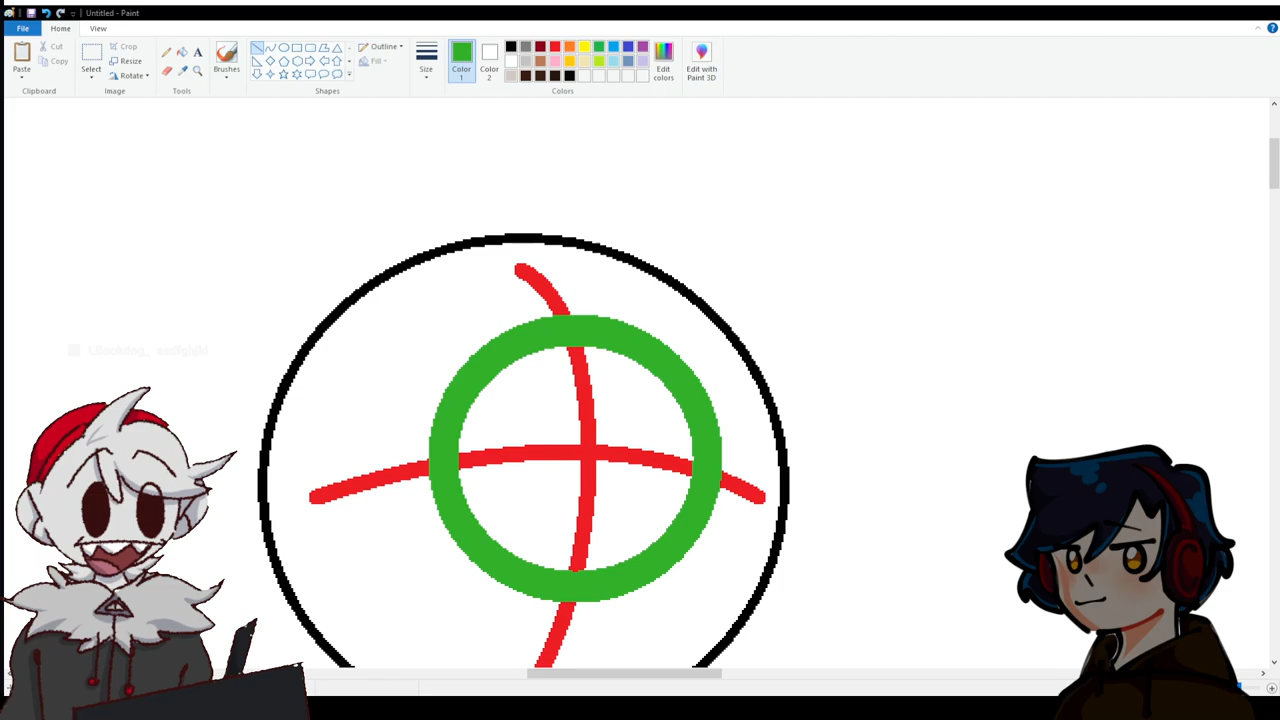 Untitled - Paint
File Home View
Cut
Copy
Paste
Clipboard
Crop
Resize
Rotate
Select
Image
A
Tools
Brushes
Shapes
Outline
Fill
Size
Color 1
Color 2
Edit colors
Colors
Edit with Paint 3D